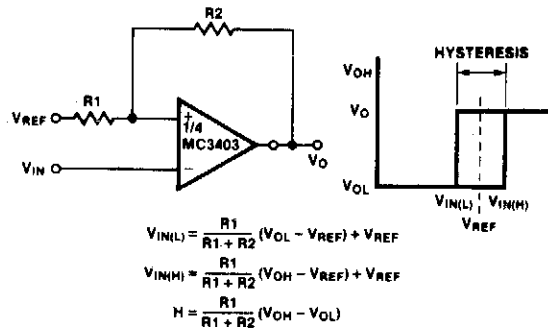 R2
R1
VREF
VIN
+
1/4
MC3403
−
VO
HYSTERESIS
VOH
VO
VOL
VIN(L)
VIN(H)
VREF
VIN(L) = R1 / R1 + R2 (VOL − VREF) + VREF
VIN(H) = R1 / R1 + R2 (VOH − VREF) + VREF
H = R1 / R1 + R2 (VOH − VOL)